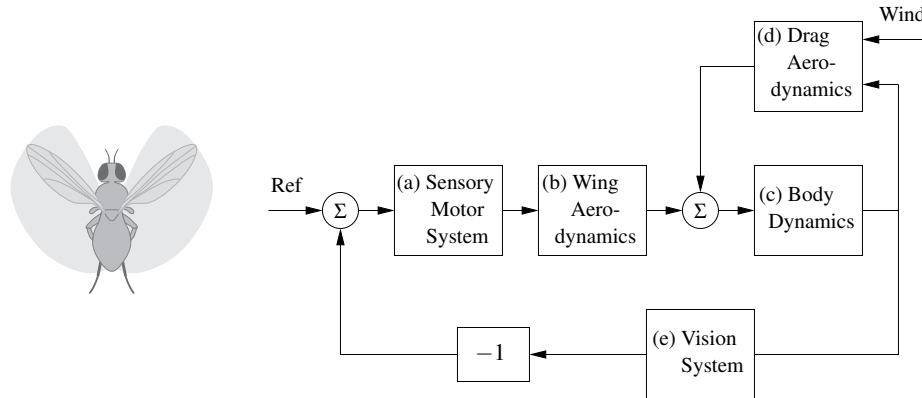 Wind
(d) Drag
Aero-
dynamics
Ref
Σ
(a) Sensory
Motor
System
(b) Wing
Aero-
dynamics
Σ
(c) Body
Dynamics
−1
(e) Vision
System